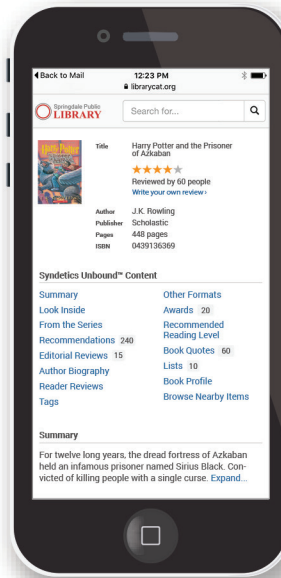 Back to Mail 12:23 PM
librarycat.org
Springdale Public
LIBRARY
Search for...
Harry Potter
Title Harry Potter and the Prisoner
of Azkaban
Reviewed by 60 people
Write your own review ›
Author J.K. Rowling
Publisher Scholastic
Pages 448 pages
ISBN 0439136369
Syndetics Unbound™ Content
Summary
Look Inside
From the Series
Recommendations 240
Editorial Reviews 15
Author Biography
Reader Reviews
Tags
Other Formats
Awards 20
Recommended
Reading Level
Book Quotes 60
Lists 10
Book Profile
Browse Nearby Items
Summary
For twelve long years, the dread fortress of Azkaban
held an infamous prisoner named Sirius Black. Con-
victed of killing people with a single curse. Expand...